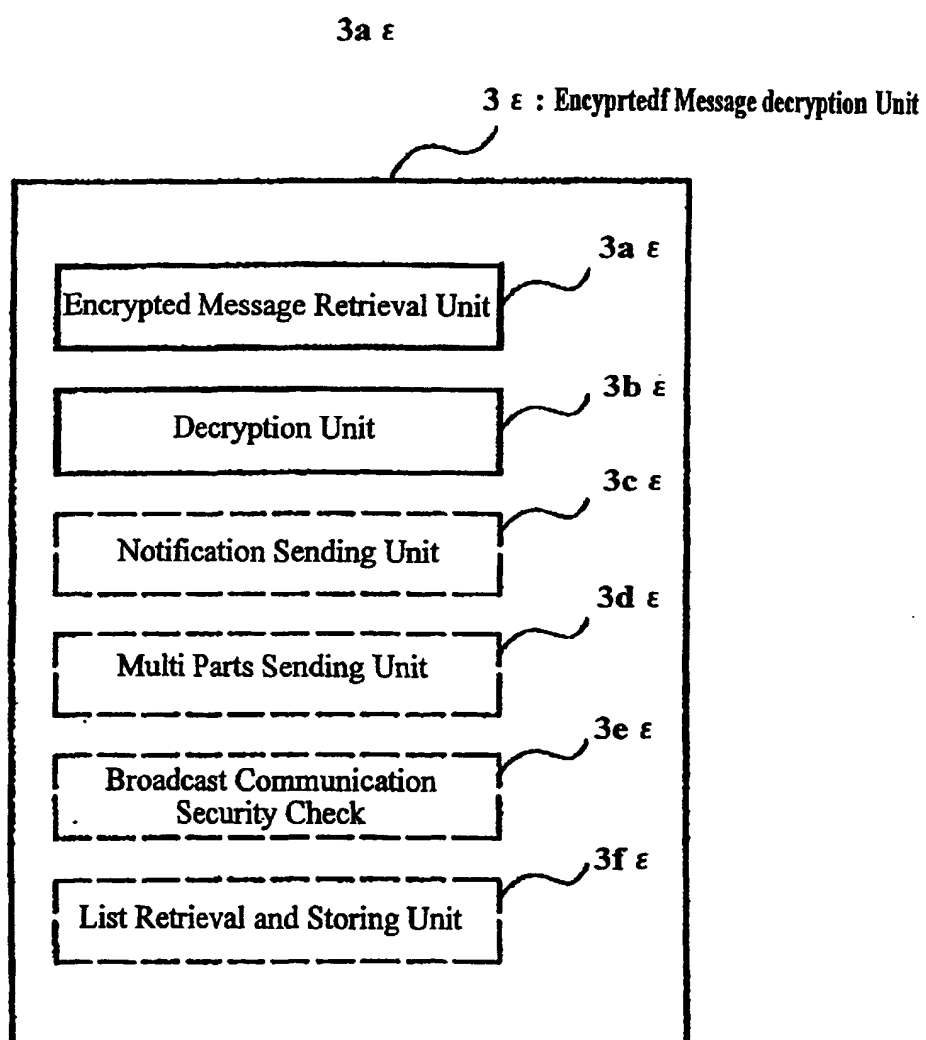 3a ε
3 ε : Encyprtedf Message decryption Unit
3a ε
Encrypted Message Retrieval Unit
3b ε
Decryption Unit
3c ε
Notification Sending Unit
3d ε
Multi Parts Sending Unit
3e ε
Broadcast Communication
Security Check
3f ε
List Retrieval and Storing Unit